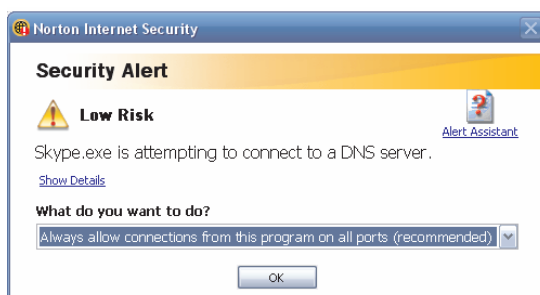 Norton Internet Security
Security Alert
Low Risk
Alert Assistant
Skype.exe is attempting to connect to a DNS server.
Show Details
What do you want to do?
Always allow connections from this program on all ports (recommended)
OK